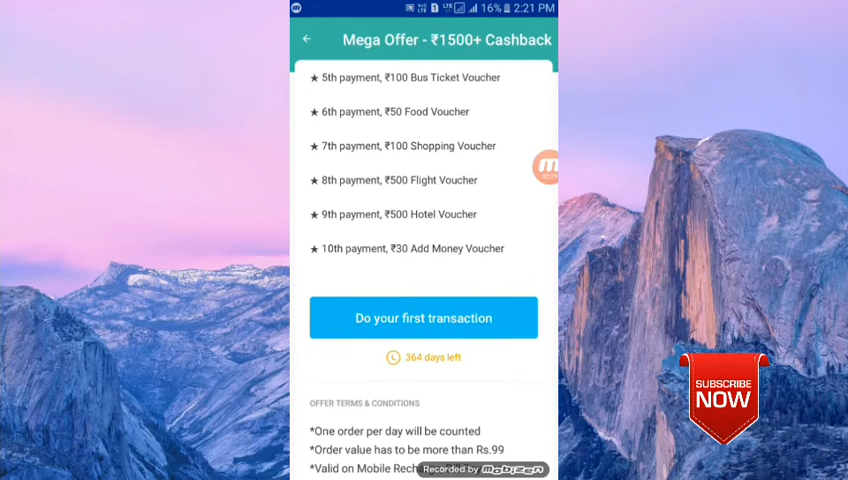 16% 2:21 PM
Mega Offer - ₹1500+ Cashback
★ 5th payment, ₹100 Bus Ticket Voucher
★ 6th payment, ₹50 Food Voucher
★ 7th payment, ₹100 Shopping Voucher
★ 8th payment, ₹500 Flight Voucher
★ 9th payment, ₹500 Hotel Voucher
★ 10th payment, ₹30 Add Money Voucher
Do your first transaction
364 days left
OFFER TERMS & CONDITIONS
*One order per day will be counted
*Order value has to be more than Rs.99
*Valid on Mobile
Recorded by mobizen
SUBSCRIBE
NOW